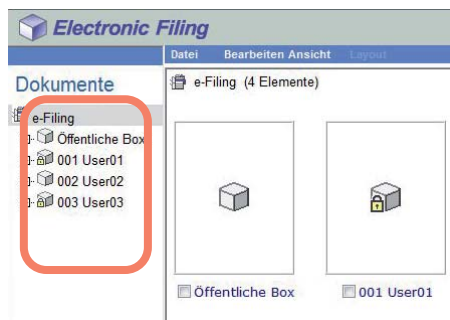 Electronic Filing
Datei Bearbeiten Ansicht Layout
Dokumente
e-Filing (4 Elemente)
e-Filing
Öffentliche Box
001 User01
002 User02
003 User03
Öffentliche Box
001 User01